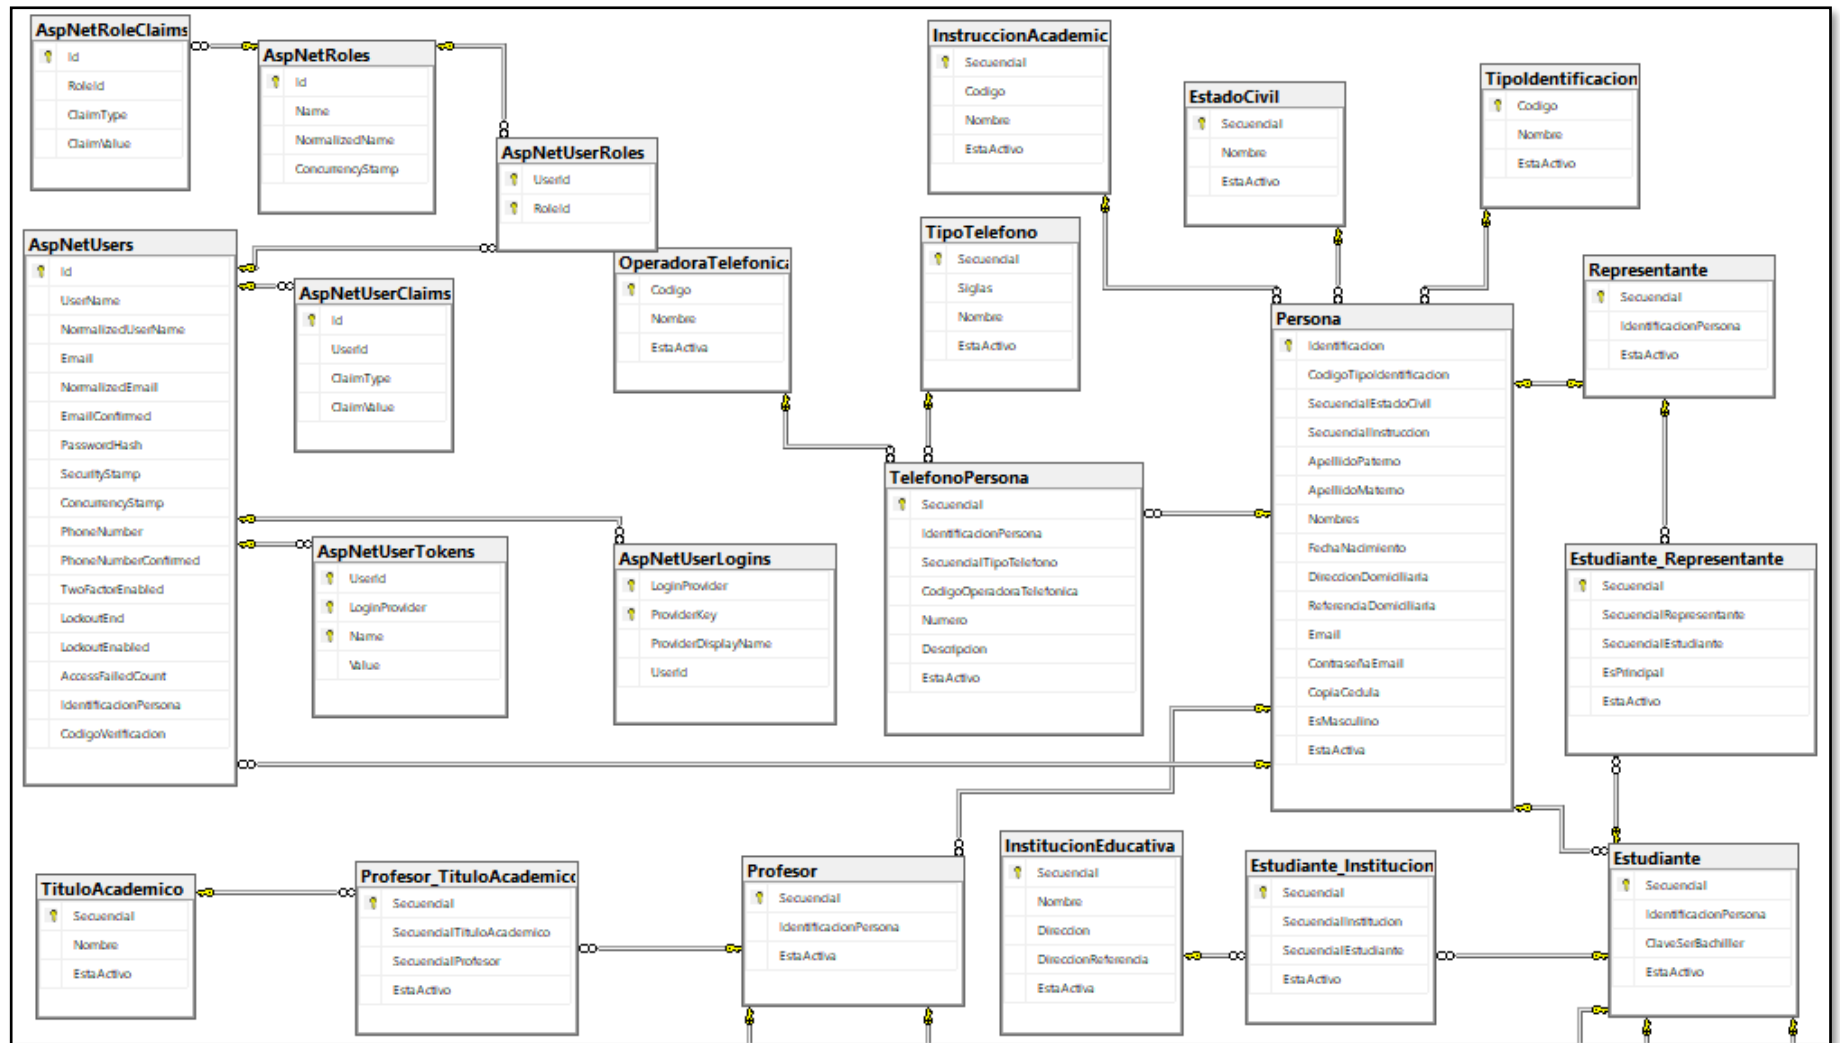 AspNetRoleClaims
Id
RoleId
ClaimType
ClaimValue
AspNetRoles
Id
Name
NormalizedName
ConcurrencyStamp
AspNetUserRoles
UserId
RoleId
InstruccionAcademic
Secuencial
Codigo
Nombre
EstaActivo
EstadoCivil
Secuencial
Nombre
EstaActivo
TipoIdentificacion
Codigo
Nombre
EstaActivo
AspNetUsers
Id
UserName
NormalizedUserName
Email
NormalizedEmail
EmailConfirmed
PasswordHash
SecurityStamp
ConcurrencyStamp
PhoneNumber
PhoneNumberConfirmed
TwoFactorEnabled
LockoutEnd
LockoutEnabled
AccessFailedCount
IdentificacionPersona
CodigoVerificacion
AspNetUserClaims
Id
UserId
ClaimType
ClaimValue
OperadoraTelefonica
Codigo
Nombre
EstaActiva
TipoTelefono
Secuencial
Siglas
Nombre
EstaActivo
Persona
Identificacion
CodigoTipoIdentificacion
SecuencialEstadoCivil
SecuencialInstruccion
ApellidoPaterno
ApellidoMaterno
Nombres
FechaNacimiento
DireccionDomiciliaria
ReferenciaDomiciliaria
Email
ContraseñaEmail
CopiaCedula
EsMasculino
EstaActiva
Representante
Secuencial
IdentificacionPersona
EstaActivo
TelefonoPersona
Secuencial
IdentificacionPersona
SecuencialTipoTelefono
CodigoOperadoraTelefonica
Numero
Descripcion
EstaActivo
AspNetUserTokens
UserId
LoginProvider
Name
Value
AspNetUserLogins
LoginProvider
ProviderKey
ProviderDisplayName
UserId
Estudiante_Representante
Secuencial
SecuencialRepresentante
SecuencialEstudiante
EsPrincipal
EstaActivo
TituloAcademico
Secuencial
Nombre
EstaActivo
Profesor_TituloAcademico
Secuencial
SecuencialTituloAcademico
SecuencialProfesor
EstaActivo
Profesor
Secuencial
IdentificacionPersona
EstaActiva
InstitucionEducativa
Secuencial
Nombre
Direccion
DireccionReferencia
EstaActiva
Estudiante_Institucion
Secuencial
SecuencialInstitucion
SecuencialEstudiante
EstaActivo
Estudiante
Secuencial
IdentificacionPersona
ClaveSerBachiller
EstaActivo